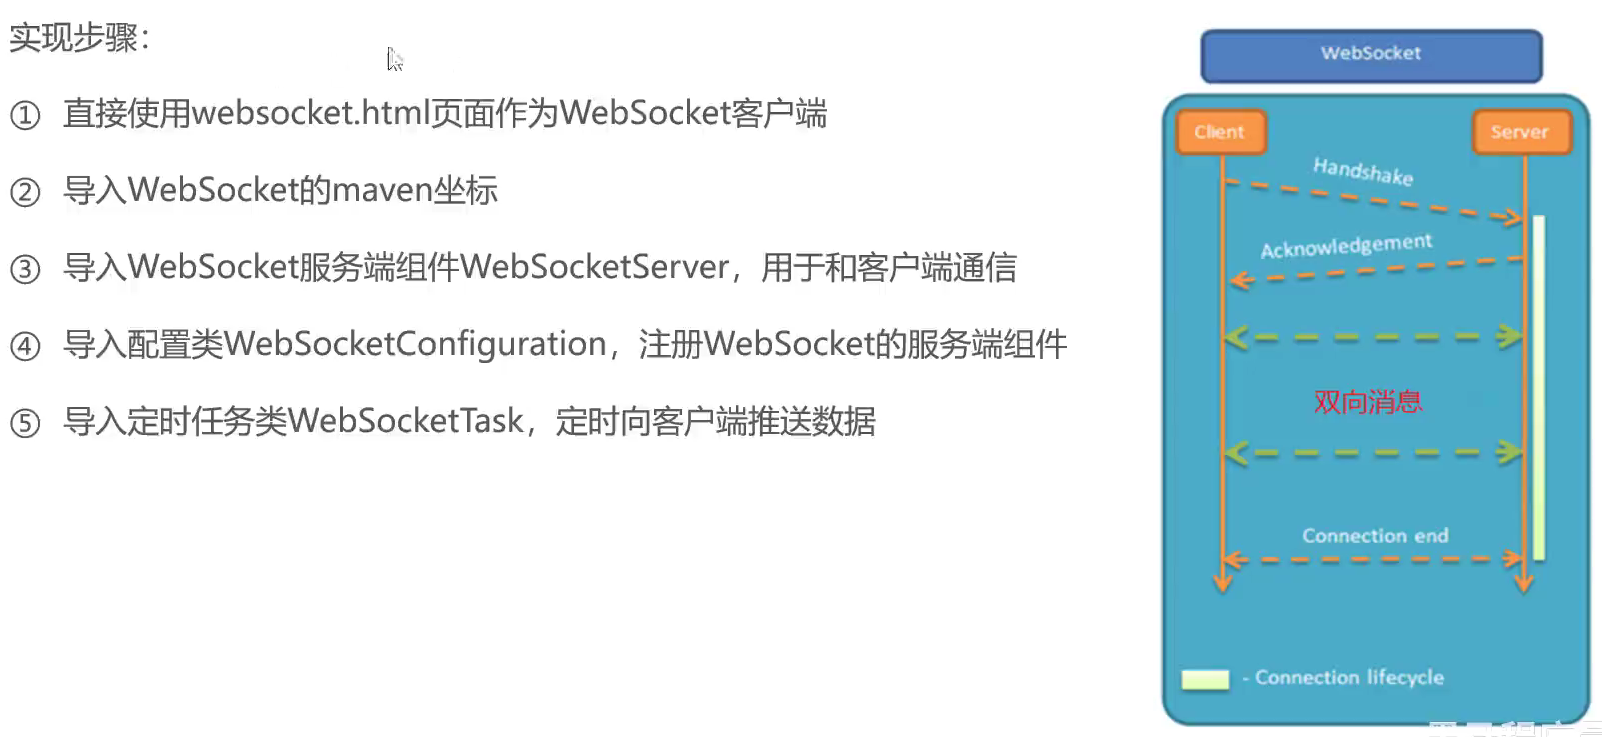 实现步骤：
① 直接使用websocket.html页面作为WebSocket客户端
② 导入WebSocket的maven坐标
③ 导入WebSocket服务端组件WebSocketServer，用于和客户端通信
④ 导入配置类WebSocketConfiguration，注册WebSocket的服务端组件
⑤ 导入定时任务类WebSocketTask，定时向客户端推送数据
WebSocket
Client
Server
Handshake
Acknowledgement
双向消息
Connection end
- Connection lifecycle